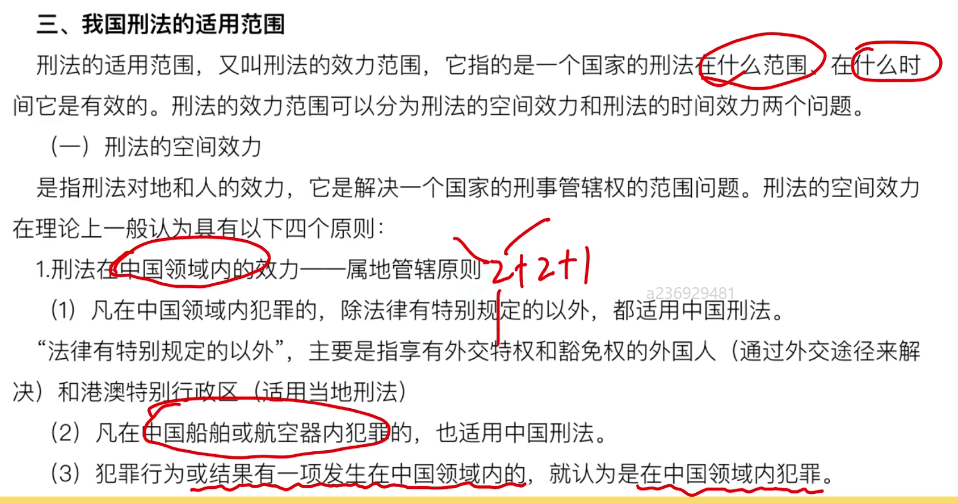 三、我国刑法的适用范围
刑法的适用范围，又叫刑法的效力范围，它指的是一个国家的刑法在什么范围、在什么时
间它是有效的。刑法的效力范围可以分为刑法的空间效力和刑法的时间效力两个问题。
（一）刑法的空间效力
是指刑法对地和人的效力，它是解决一个国家的刑事管辖权的范围问题。刑法的空间效力
在理论上一般认为具有以下四个原则：
1.刑法在中国领域内的效力——属地管辖原则 2+2+1
a236929481
（1）凡在中国领域内犯罪的，除法律有特别规定的以外，都适用中国刑法。
“法律有特别规定的以外”，主要是指享有外交特权和豁免权的外国人（通过外交途径来解
决）和港澳特别行政区（适用当地刑法）
（2）凡在中国船舶或航空器内犯罪的，也适用中国刑法。
（3）犯罪行为或结果有一项发生在中国领域内的，就认为是在中国领域内犯罪。